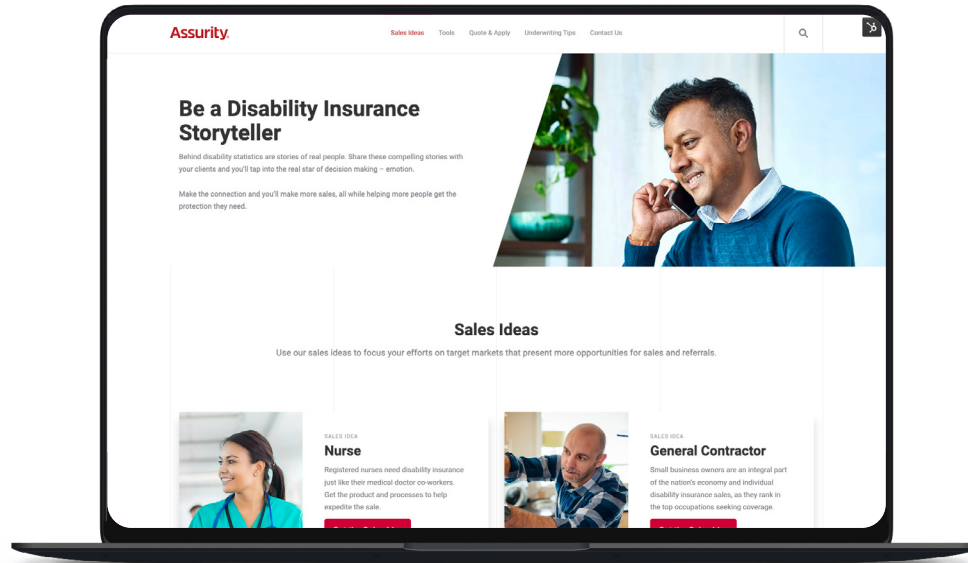 Assurity.
Sales Ideas Tools Quote & Apply Underwriting Tips Contact Us
Be a Disability Insurance
Storyteller
Behind disability statistics are stories of real people. Share these compelling stories with
your clients and you'll tap into the real star of decision making – emotion.
Make the connection and you'll make more sales, all while helping more people get the
protection they need.
Sales Ideas
Use our sales ideas to focus your efforts on target markets that present more opportunities for sales and referrals.
SALES IDEA
Nurse
Registered nurses need disability insurance
just like their medical doctor co-workers.
Get the product and processes to help
expedite the sale.
SALES IDEA
General Contractor
Small business owners are an integral part
of the nation's economy and individual
disability insurance sales, as they rank in
the top occupations seeking coverage.